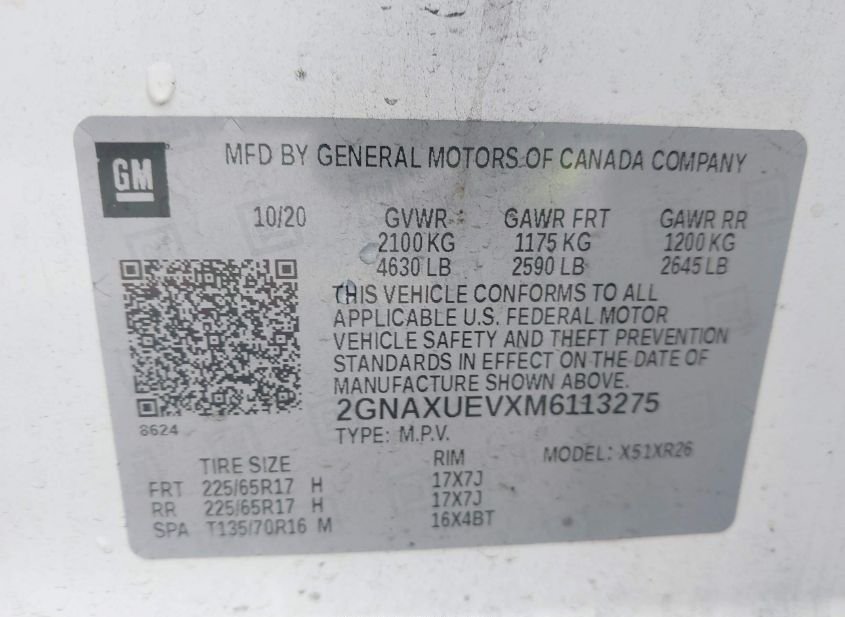 GM
MFD BY GENERAL MOTORS OF CANADA COMPANY
10/20 GVWR GAWR FRT GAWR RR
2100 KG 1175 KG 1200 KG
4630 LB 2590 LB 2645 LB
THIS VEHICLE CONFORMS TO ALL
APPLICABLE U.S. FEDERAL MOTOR
VEHICLE SAFETY AND THEFT PREVENTION
STANDARDS IN EFFECT ON THE DATE OF
MANUFACTURE SHOWN ABOVE.
2GNAXUEVXM6113275
8624
TYPE: M.P.V. MODEL: X51XR26
TIRE SIZE RIM
FRT 225/65R17 H 17X7J
RR 225/65R17 H 17X7J
SPA T135/70R16 M 16X4BT